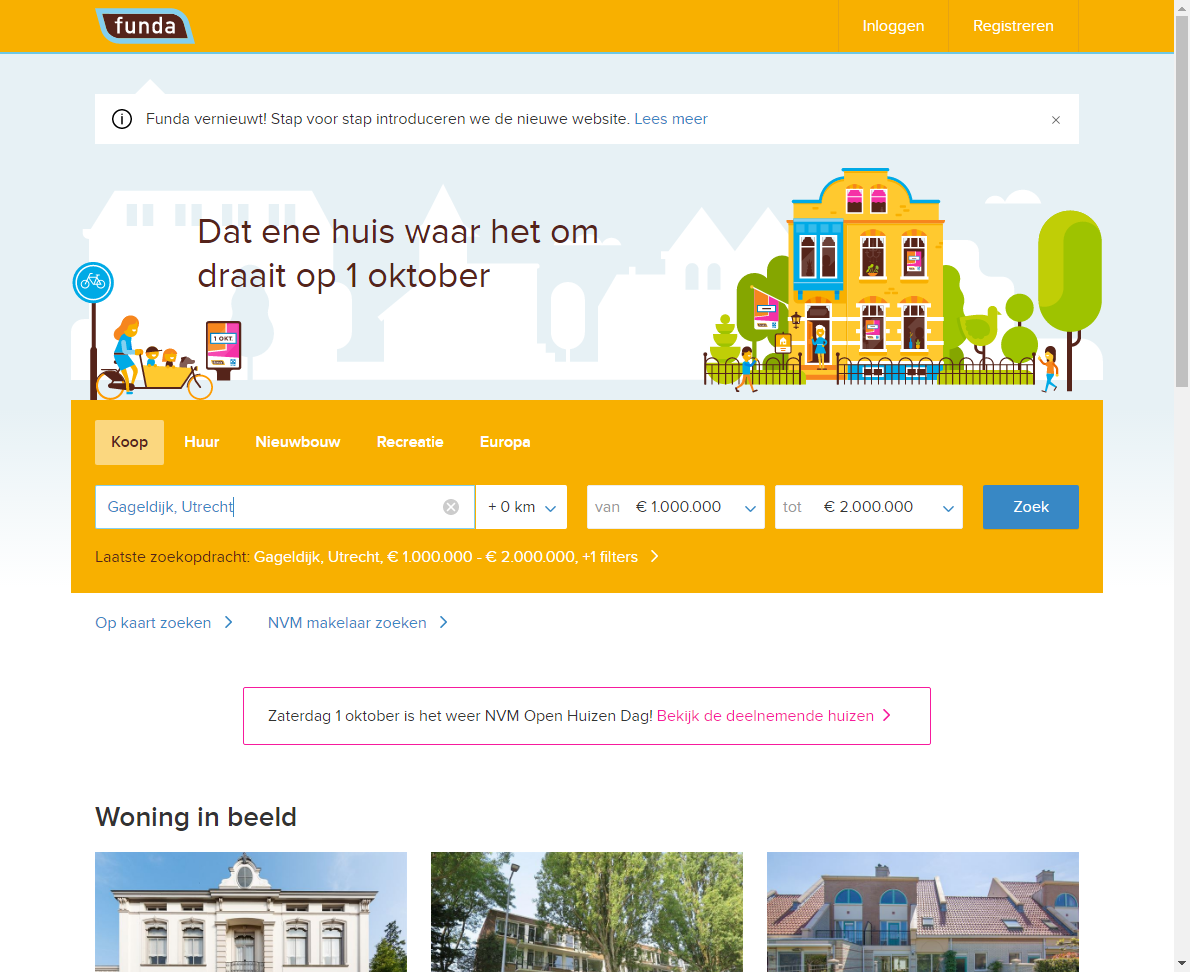 funda
Inloggen
Registreren
Funda vernieuwt! Stap voor stap introduceren we de nieuwe website. Lees meer
Dat ene huis waar het om
draait op 1 oktober
1 OKT
Koop
Huur
Nieuwbouw
Recreatie
Europa
Gageldijk, Utrecht
+ 0 km
van € 1.000.000
tot € 2.000.000
Zoek
Laatste zoekopdracht: Gageldijk, Utrecht, € 1.000.000 - € 2.000.000, +1 filters
Op kaart zoeken
NVM makelaar zoeken
Zaterdag 1 oktober is het weer NVM Open Huizen Dag! Bekijk de deelnemende huizen
Woning in beeld